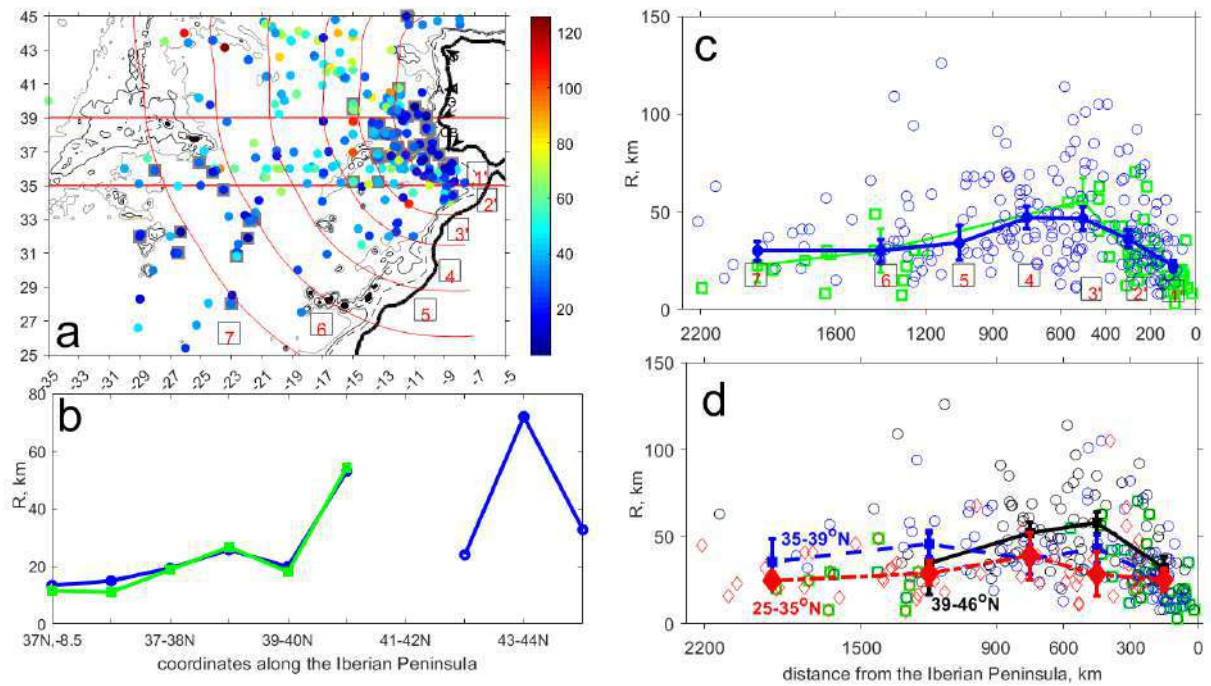 45
43
41
39
37
35
33
31
29
27
25
a
1'
2'
3'
4
5
6
7
-35 -33 -31 -29 -27 -25 -23 -21 -19 -17 -15 -13 -11 -9 -7 -5
120
100
80
60
40
20
b
R, km
80
60
40
20
0
37N,-8.5 37-38N 39-40N 41-42N 43-44N
coordinates along the Iberian Peninsula
c
R, km
150
100
50
0
7 6 5 4 3' 2' 1'
2200 1600 1200 900 600 400 200 0
d
R, km
150
100
50
0
35-39°N
25-35°N
39-46°N
2200 1500 900 600 300 0
distance from the Iberian Peninsula, km